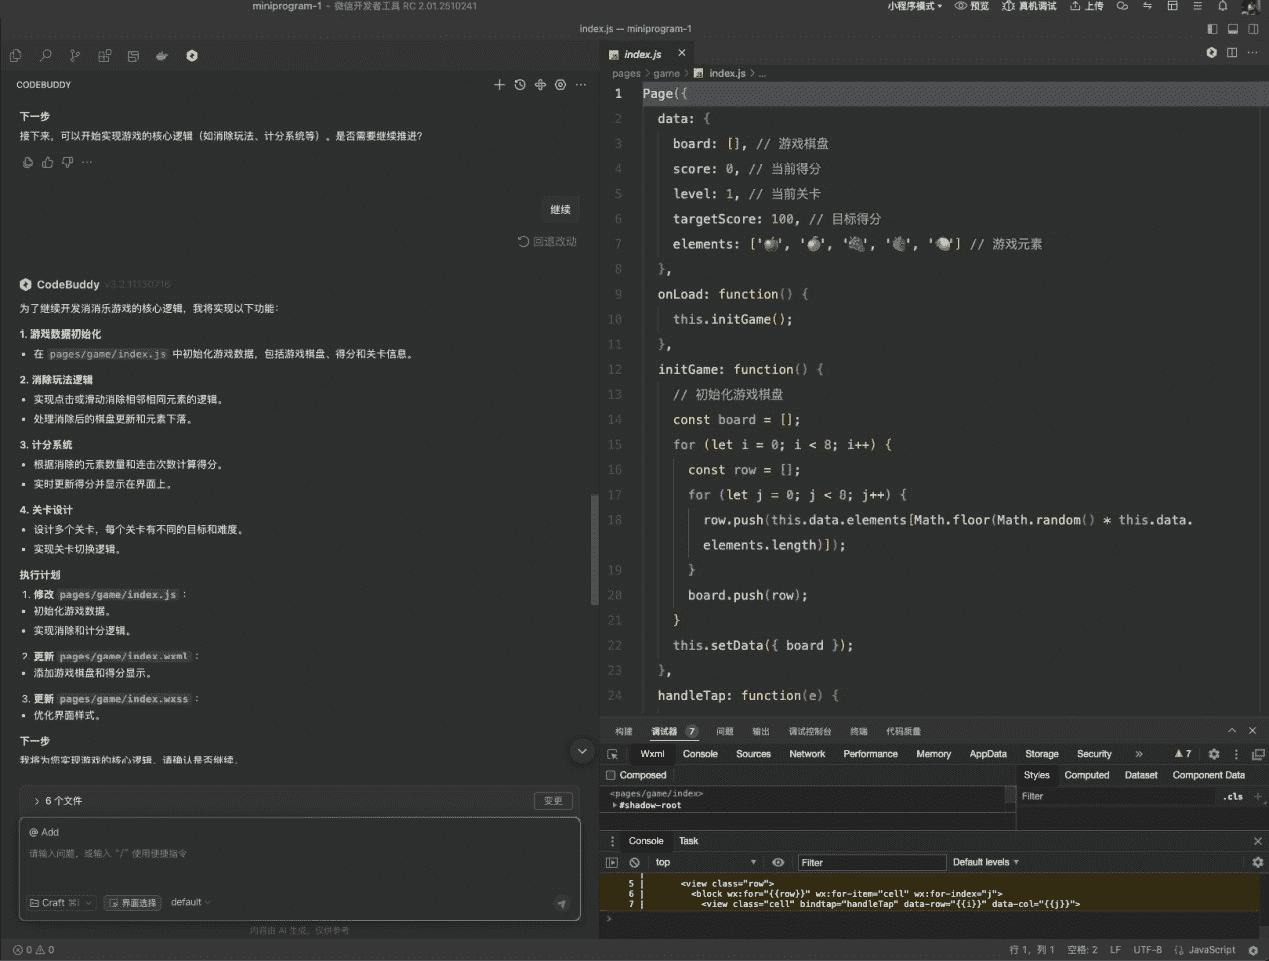 miniprogram-1 - 微信开发者工具 RC 2.01.2510241
小程序模式 预览 真机调试 上传
index.js — miniprogram-1
CODEBUDDY
下一步
接下来，可以开始实现游戏的核心逻辑（如消除玩法、计分系统等）。是否需要继续推进？
继续
回退改动
CodeBuddy v3.2.11130716
为了继续开发消消乐游戏的核心逻辑，我将实现以下功能：
1. 游戏数据初始化
• 在 pages/game/index.js 中初始化游戏数据，包括游戏棋盘、得分和关卡信息。
2. 消除玩法逻辑
• 实现点击或滑动消除相邻相同元素的逻辑。
• 处理消除后的棋盘更新和元素下落。
3. 计分系统
• 根据消除的元素数量和连击次数计算得分。
• 实时更新得分并显示在界面上。
4. 关卡设计
• 设计多个关卡，每个关卡有不同的目标和难度。
• 实现关卡切换逻辑。
执行计划
1. 修改 pages/game/index.js ：
• 初始化游戏数据。
• 实现消除和计分逻辑。
2. 更新 pages/game/index.wxml ：
• 添加游戏棋盘和得分显示。
3. 更新 pages/game/index.wxss ：
• 优化界面样式。
下一步
我将为您实现游戏的核心逻辑，请确认是否继续。
6 个文件
变更
@ Add
请输入问题，或输入 “/” 使用便捷指令
Craft ⌘I
界面选择
default
内容由 AI 生成，仅供参考
index.js
pages > game > index.js > ...
1 Page({
2 data: {
3 board: [], // 游戏棋盘
4 score: 0, // 当前得分
5 level: 1, // 当前关卡
6 targetScore: 100, // 目标得分
7 elements: ['🍎', '🍊', '🍇', '🍓', '🍋'] // 游戏元素
8 },
9 onLoad: function() {
10 this.initGame();
11 },
12 initGame: function() {
13 // 初始化游戏棋盘
14 const board = [];
15 for (let i = 0; i < 8; i++) {
16 const row = [];
17 for (let j = 0; j < 8; j++) {
18 row.push(this.data.elements[Math.floor(Math.random() * this.data.
elements.length)]);
19 }
20 board.push(row);
21 }
22 this.setData({ board });
23 },
24 handleTap: function(e) {
构建 调试器 7 问题 输出 调试控制台 终端 代码质量
Wxml Console Sources Network Performance Memory AppData Storage Security » 7
Composed
Styles Computed Dataset Component Data
<pages/game/index>
#shadow-root
Filter .cls +
Console Task
top Filter Default levels
5 | <view class="row">
6 | <block wx:for="{{row}}" wx:for-item="cell" wx:for-index="j">
7 | <view class="cell" bindtap="handleTap" data-row="{{i}}" data-col="{{j}}">
>
0 0
行 1，列 1 空格: 2 LF UTF-8 {} JavaScript